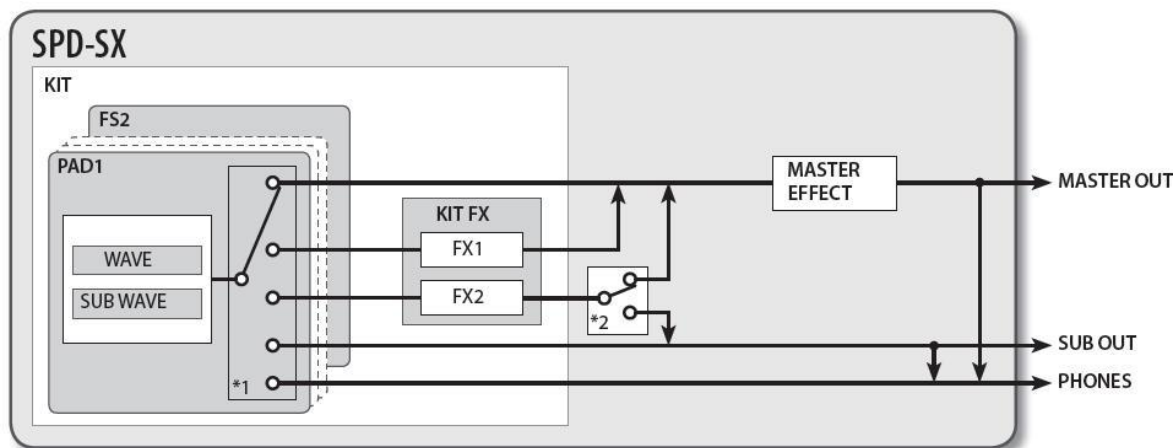 SPD-SX
KIT
FS2
PAD1
WAVE
SUB WAVE
*1
KIT FX
FX1
FX2
*2
MASTER
EFFECT
MASTER OUT
SUB OUT
PHONES